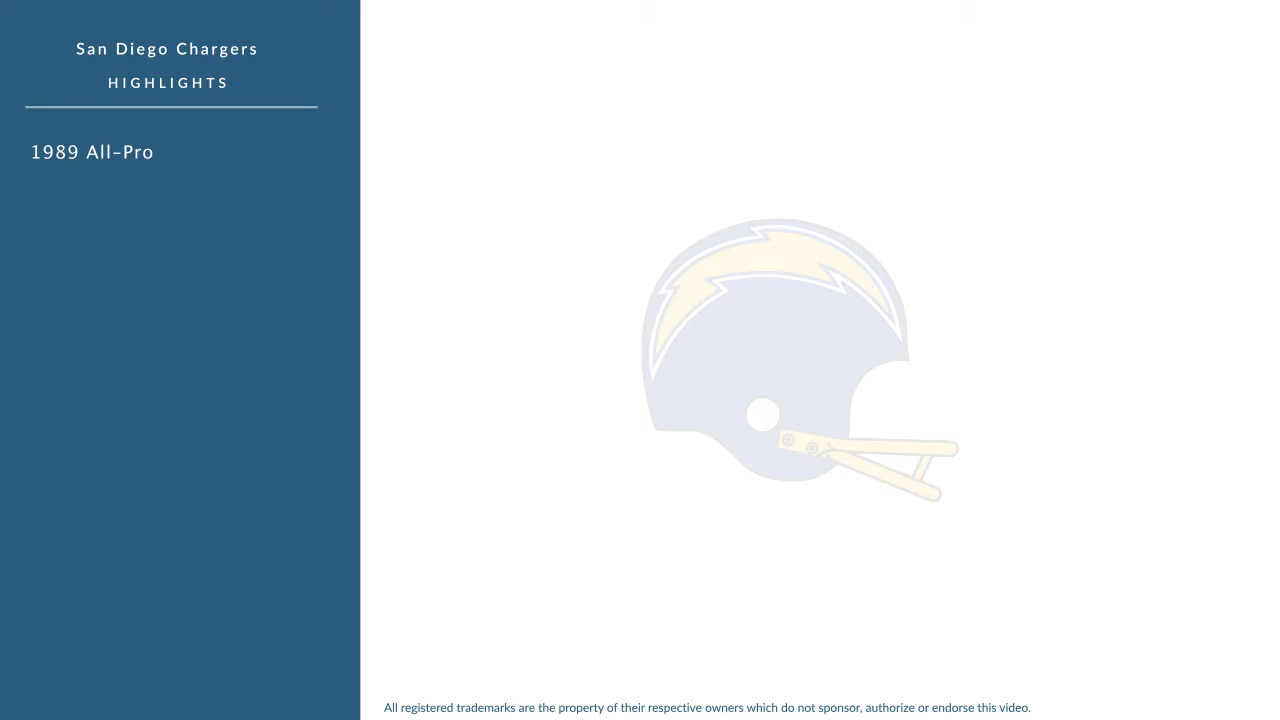 San Diego Chargers
HIGHLIGHTS
1989 All-Pro
All registered trademarks are the property of their respective owners which do not sponsor, authorize or endorse this video.